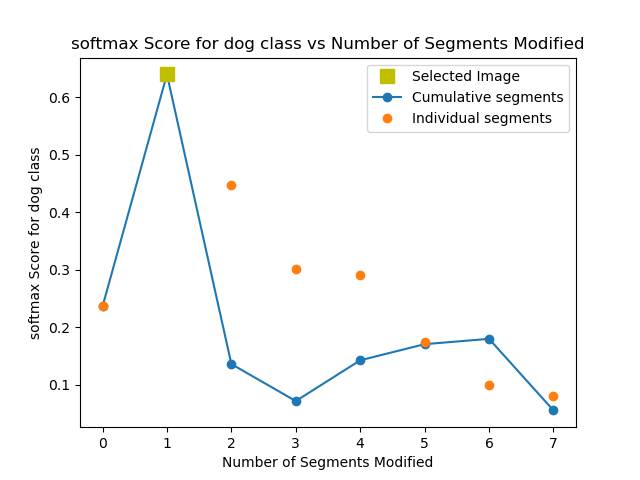 softmax Score for dog class vs Number of Segments Modified
Selected Image
Cumulative segments
Individual segments
softmax Score for dog class
0.6
0.5
0.4
0.3
0.2
0.1
0 1 2 3 4 5 6 7
Number of Segments Modified